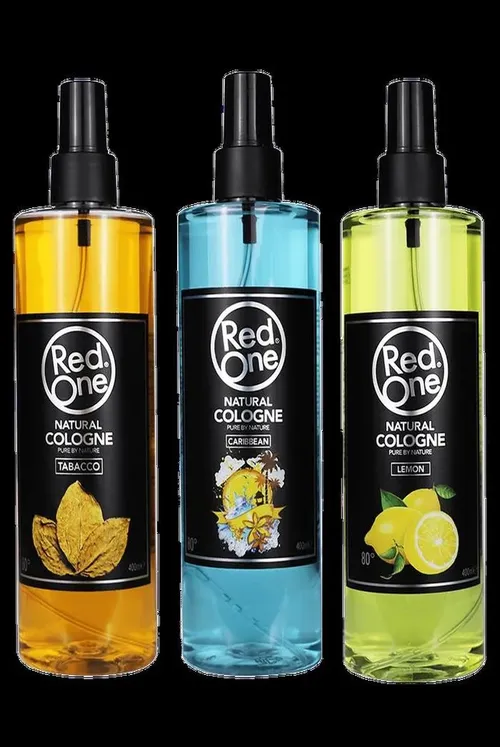 Red®
One
NATURAL
COLOGNE
PURE BY NATURE
TABACCO
80°
400ml ℮
Red®
One
NATURAL
COLOGNE
PURE BY NATURE
CARIBBEAN
80°
400ml ℮
Red®
One
NATURAL
COLOGNE
PURE BY NATURE
LEMON
80°
400ml ℮